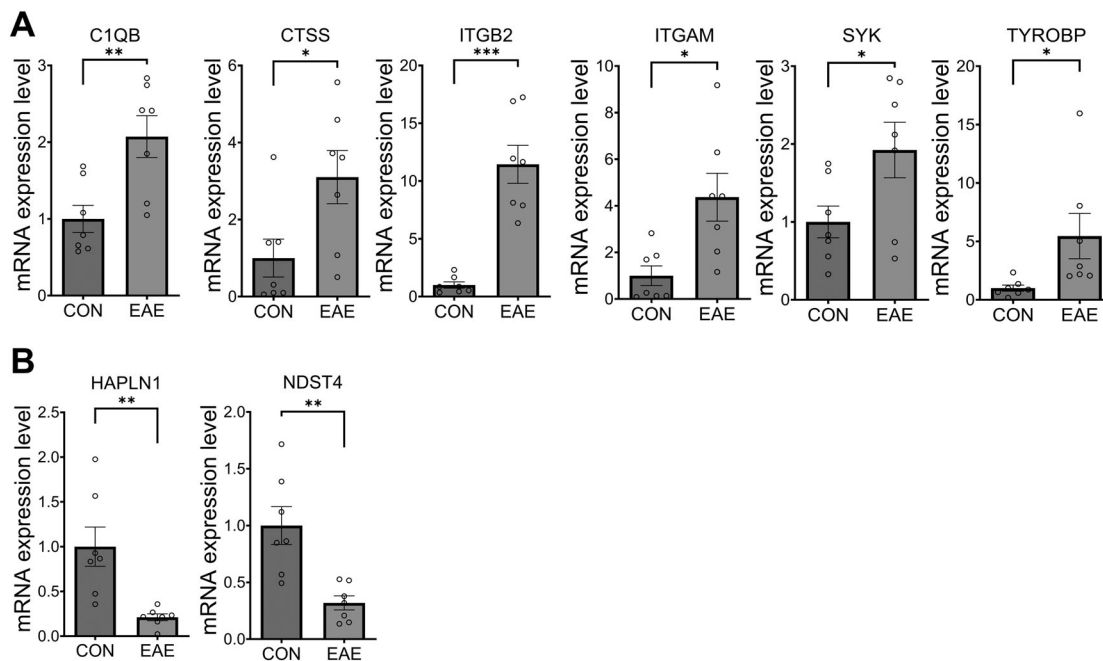 A
C1QB
**
mRNA expression level
3
2
1
0
CON EAE
CTSS
*
mRNA expression level
6
4
2
0
CON EAE
ITGB2
***
mRNA expression level
20
15
10
5
0
CON EAE
ITGAM
*
mRNA expression level
10
8
6
4
2
0
CON EAE
SYK
*
mRNA expression level
3
2
1
0
CON EAE
TYROBP
*
mRNA expression level
20
15
10
5
0
CON EAE
B
HAPLN1
**
mRNA expression level
2.5
2.0
1.5
1.0
0.5
0.0
CON EAE
NDST4
**
mRNA expression level
2.0
1.5
1.0
0.5
0.0
CON EAE